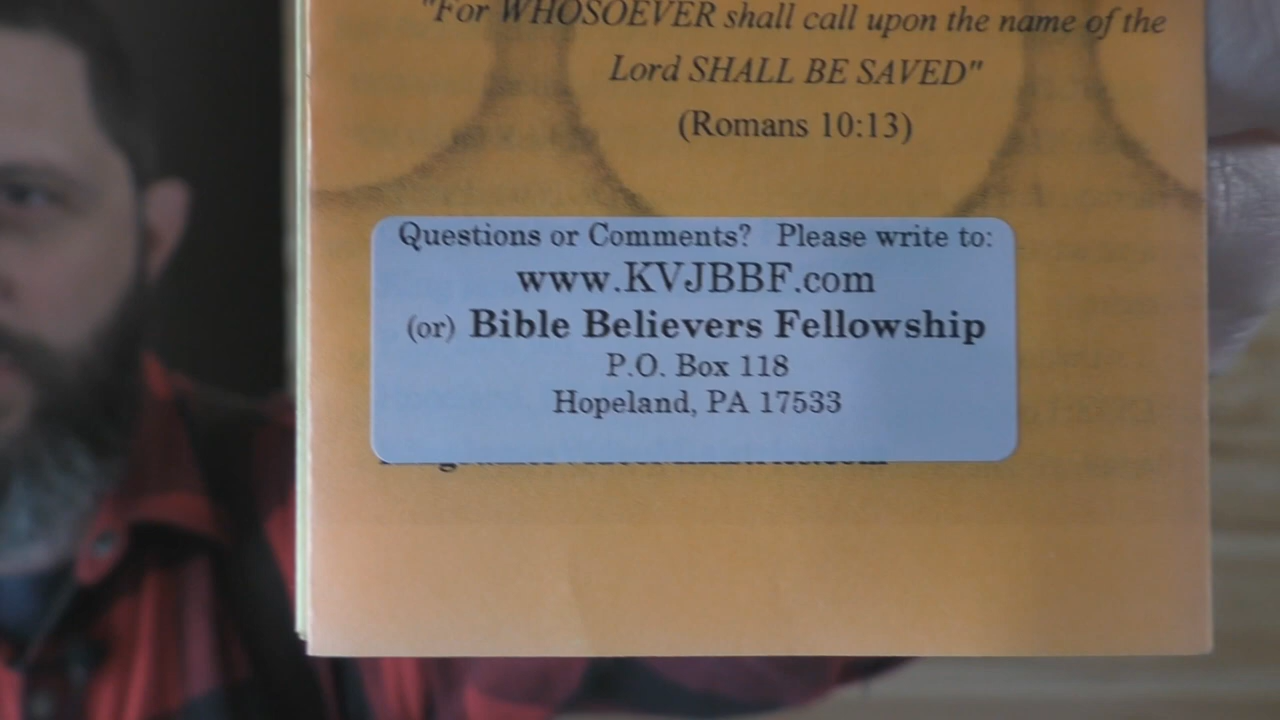 "For WHOSOEVER shall call upon the name of the
Lord SHALL BE SAVED"
(Romans 10:13)
Questions or Comments? Please write to:
www.KVJBBF.com
(or) Bible Believers Fellowship
P.O. Box 118
Hopeland, PA 17533